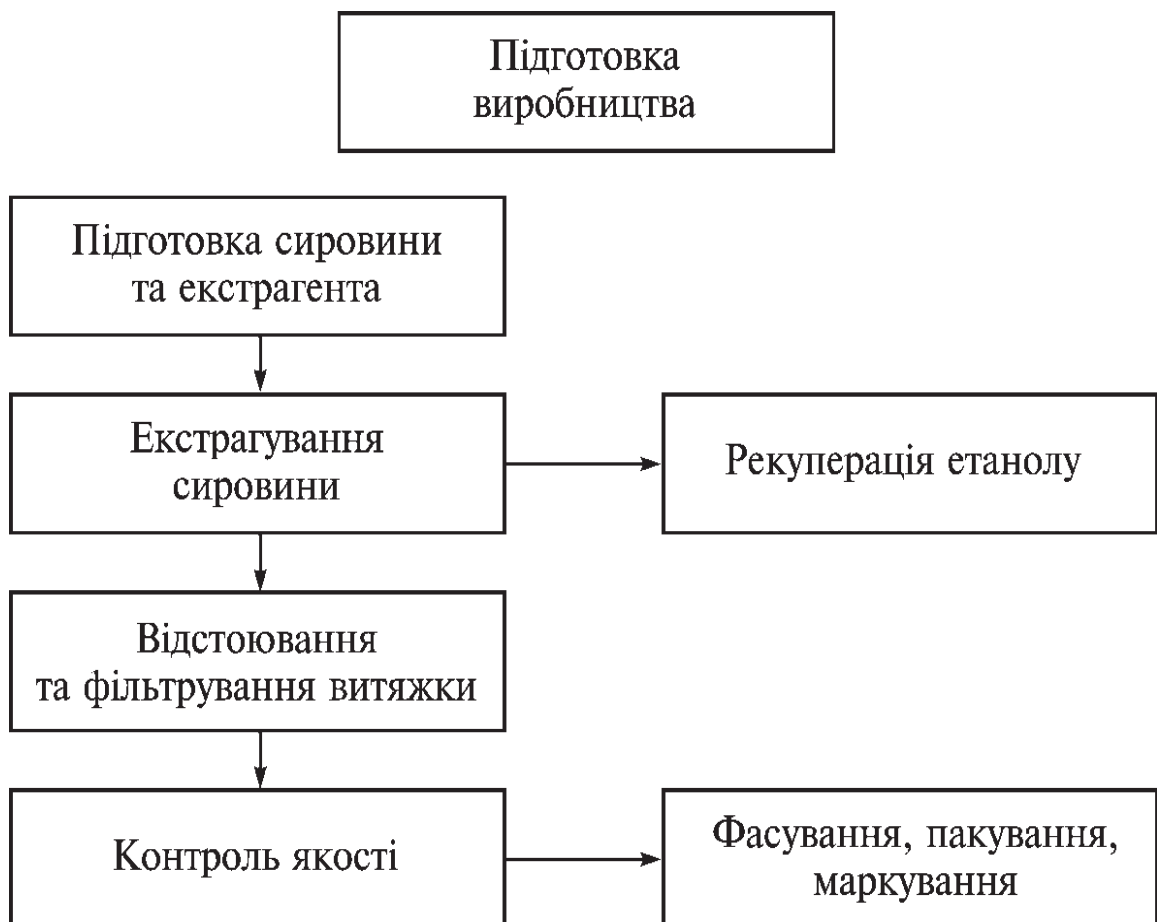 Підготовка
виробництва
Підготовка сировини
та екстрагента
Екстрагування
сировини
Рекуперація етанолу
Відстоювання
та фільтрування витяжки
Контроль якості
Фасування, пакування,
маркування